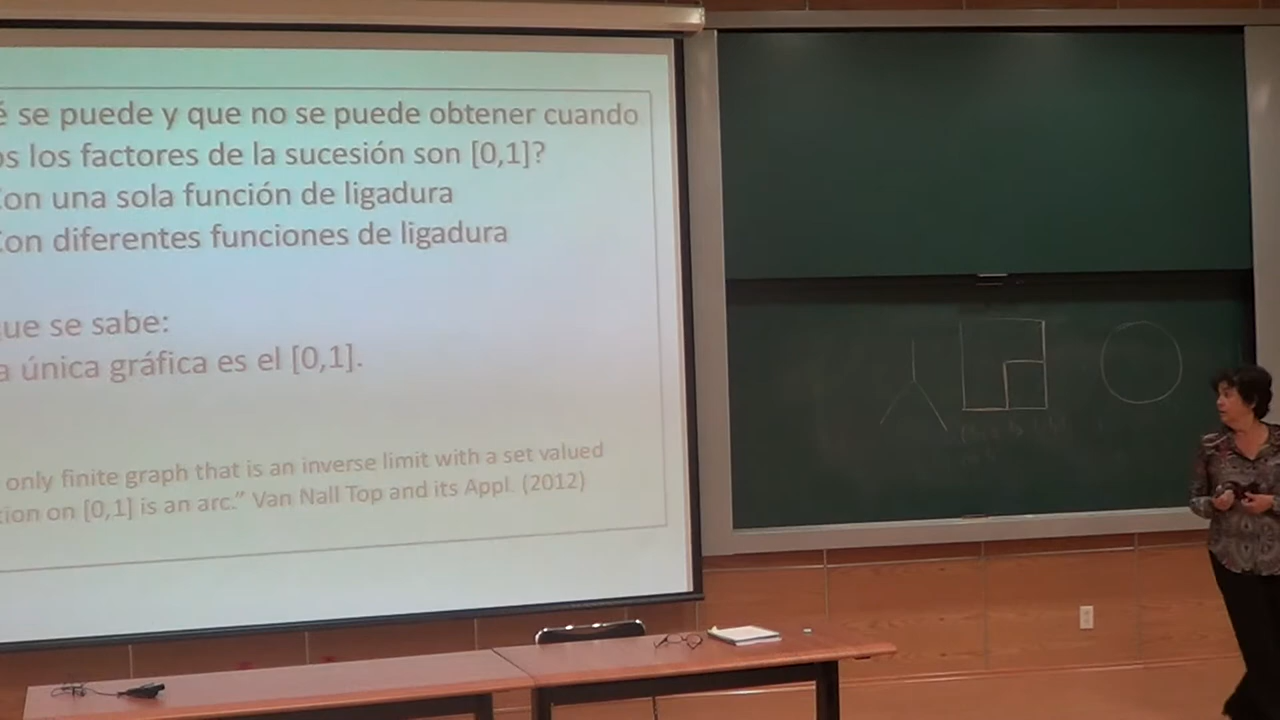 é se puede y que no se puede obtener cuando
os los factores de la sucesión son [0,1]?
Con una sola función de ligadura
Con diferentes funciones de ligadura
que se sabe:
a única gráfica es el [0,1].
only finite graph that is an inverse limit with a set valued
tion on [0,1] is an arc." Van Nall Top and its Appl. (2012)